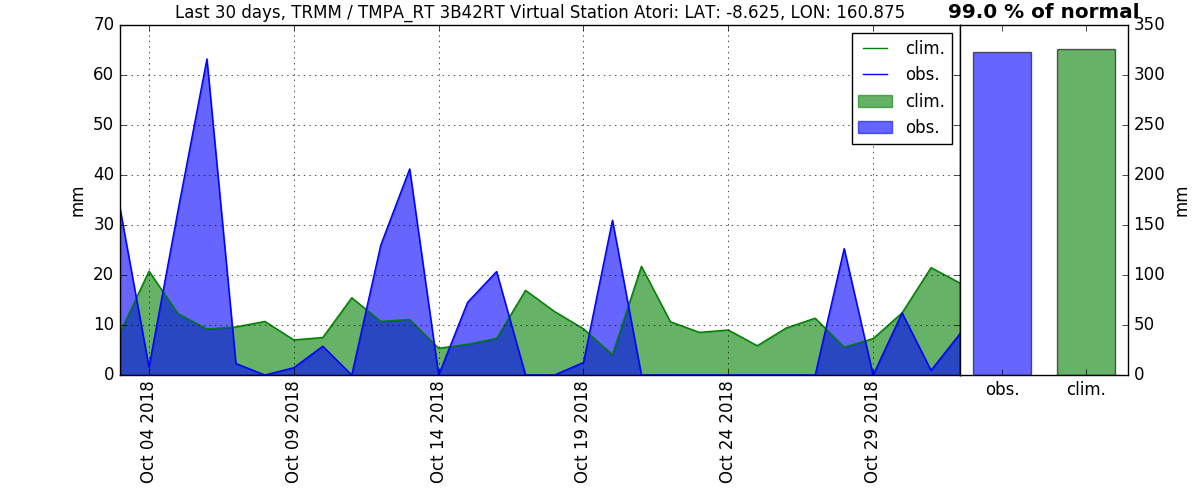 Last 30 days, TRMM / TMPA_RT 3B42RT Virtual Station Atori: LAT: -8.625, LON: 160.875
99.0 % of normal
70
60
50
40
30
20
10
0
mm
clim.
obs.
clim.
obs.
350
300
250
200
150
100
50
0
mm
obs.
clim.
Oct 04 2018
Oct 09 2018
Oct 14 2018
Oct 19 2018
Oct 24 2018
Oct 29 2018